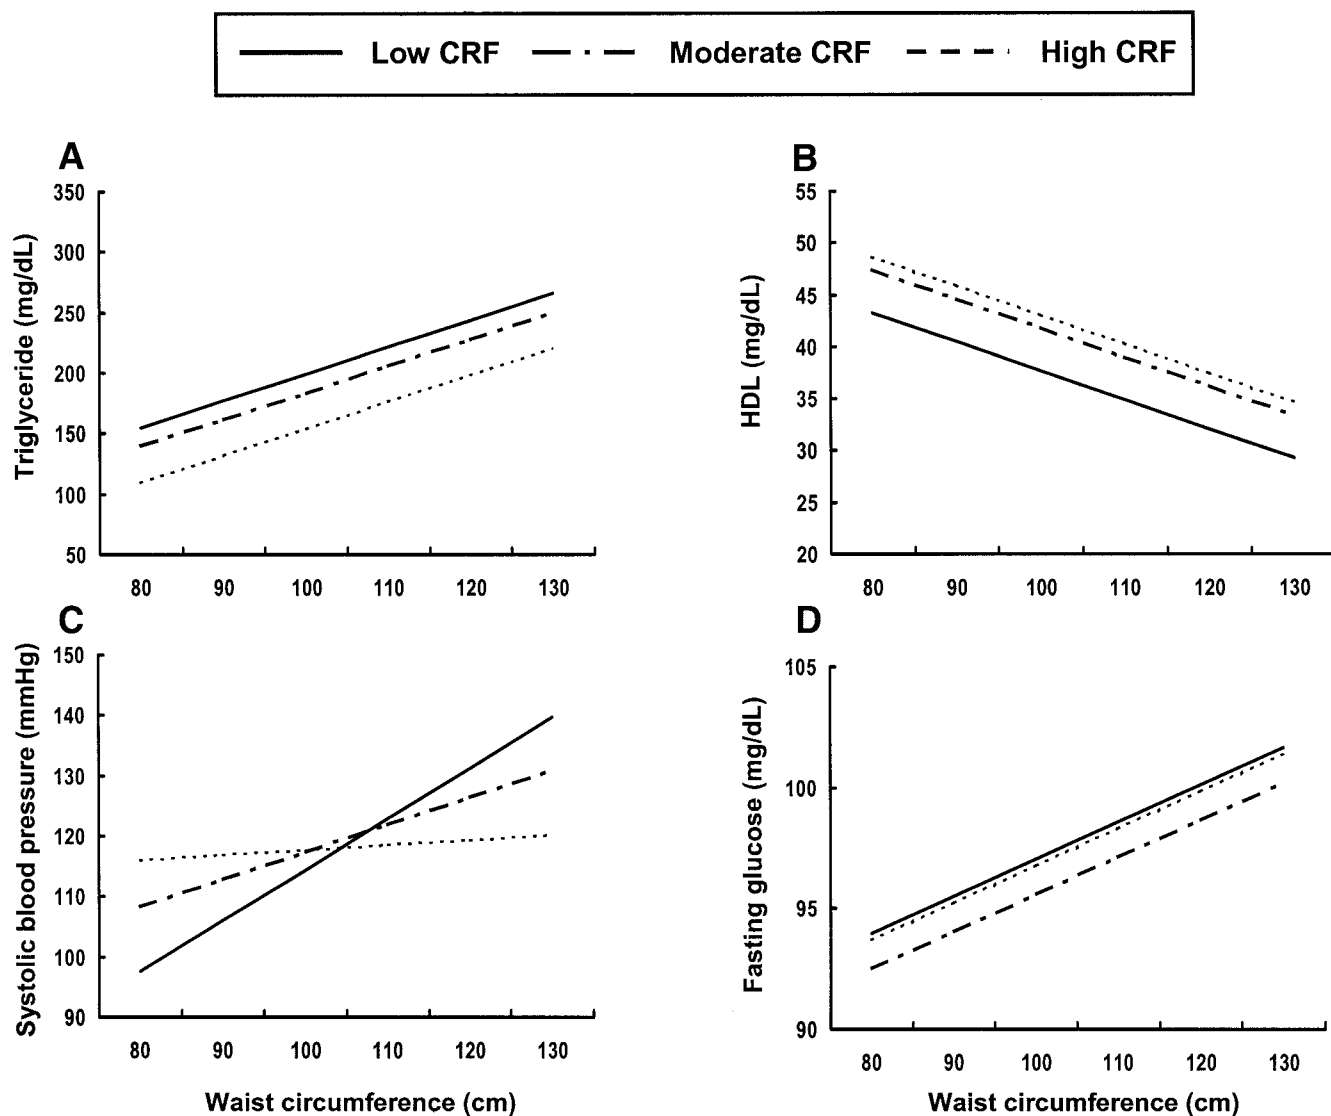 Low CRF Moderate CRF High CRF
A
Triglyceride (mg/dL)
350
300
250
200
150
100
50
80 90 100 110 120 130
B
HDL (mg/dL)
55
50
45
40
35
30
25
20
80 90 100 110 120 130
C
Systolic blood pressure (mmHg)
150
140
130
120
110
100
90
80 90 100 110 120 130
Waist circumference (cm)
D
Fasting glucose (mg/dL)
105
100
95
90
80 90 100 110 120 130
Waist circumference (cm)